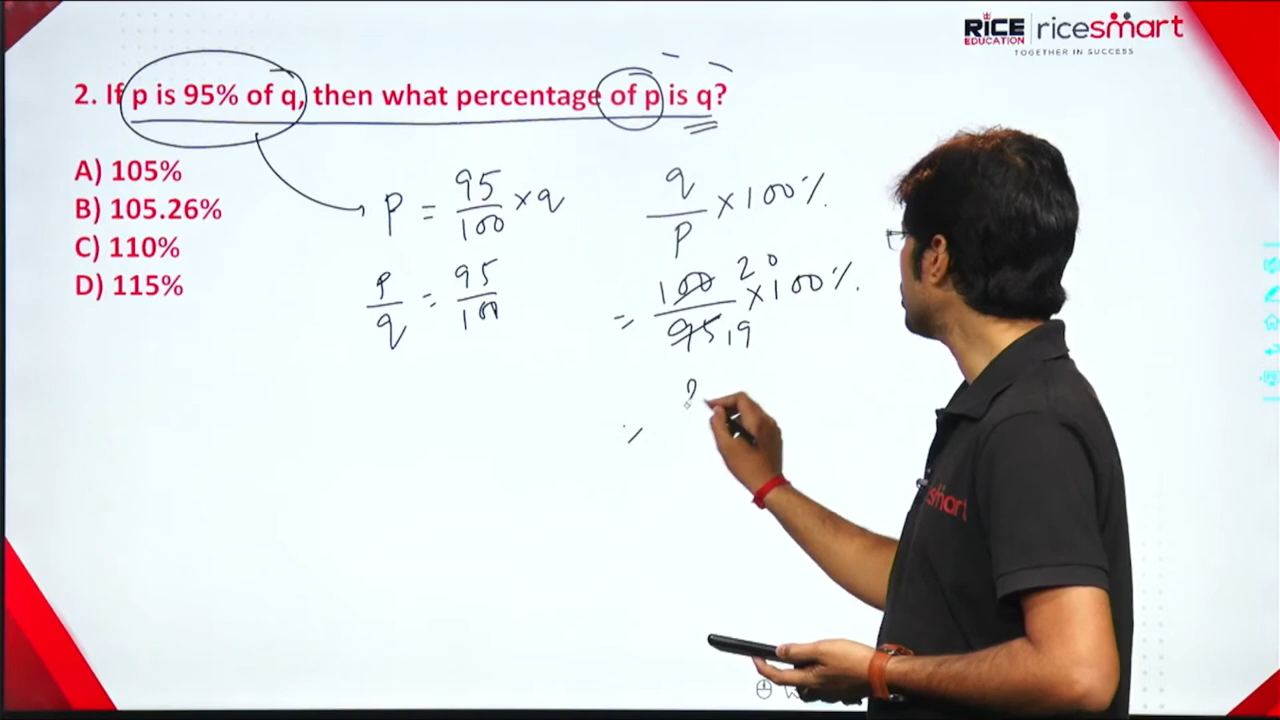 RICE EDUCATION ricesmart
TOGETHER IN SUCCESS
2. If p is 95% of q, then what percentage of p is q?
A) 105%
B) 105.26%
C) 110%
D) 115%
p = 95/100 × q
p/q = 95/100
q/p × 100%
= 100/95 × 100% 20 19
=
smart